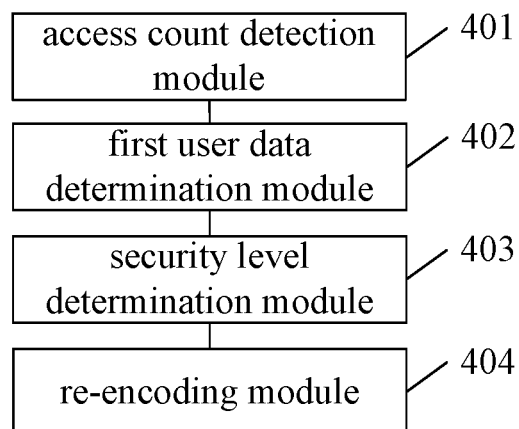 access count detection
module
401
first user data
determination module
402
security level
determination module
403
re-encoding module
404